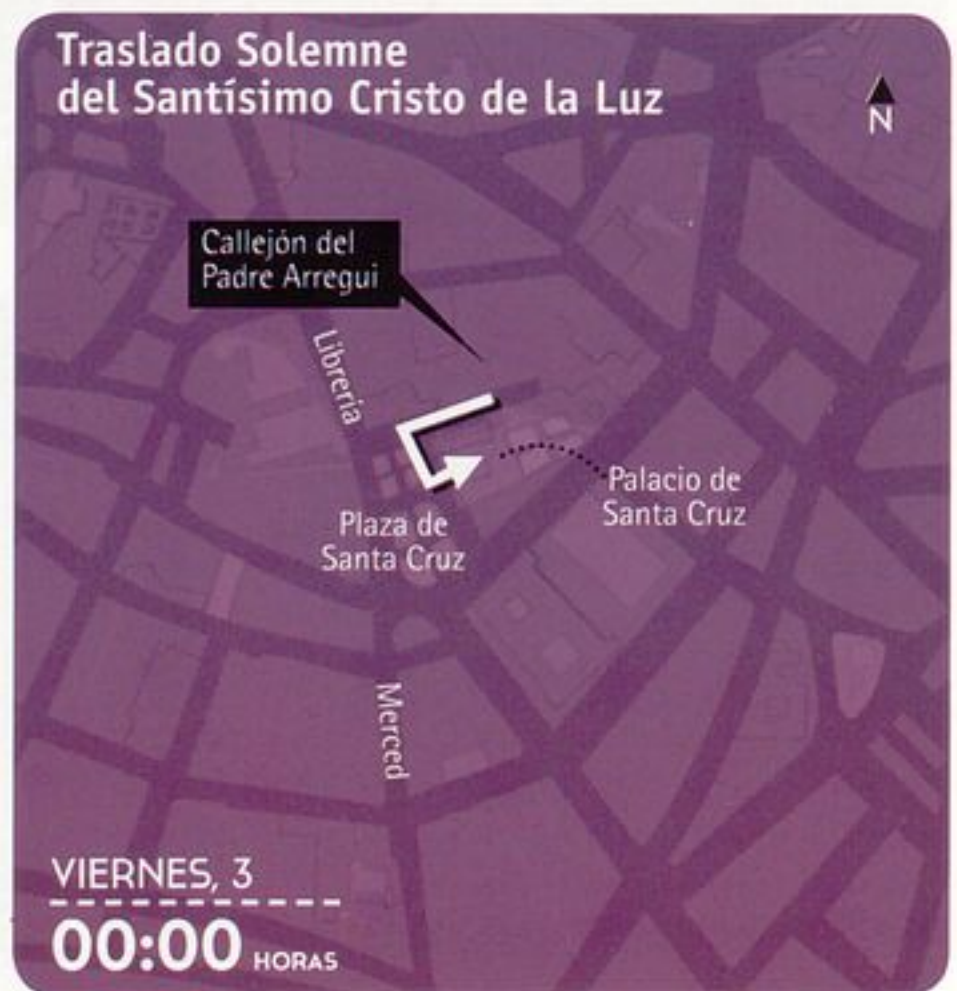 Traslado Solemne
del Santísimo Cristo de la Luz
N
Callejón del
Padre Arregui
Librería
Palacio de
Santa Cruz
Plaza de
Santa Cruz
Merced
VIERNES, 3
00:00 HORAS